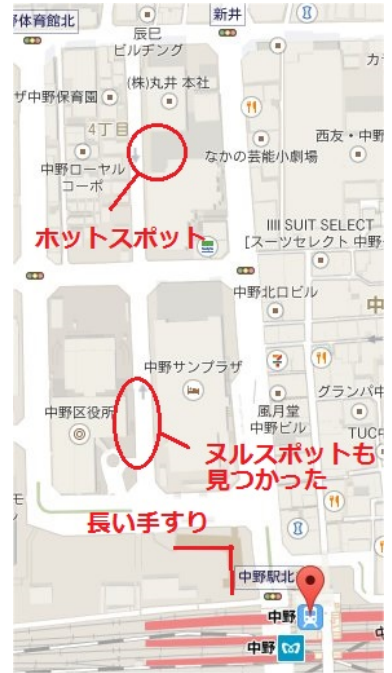 体育館北
新井
辰巳
ビルヂング
(株)丸井 本社
ザ中野保育園
4丁目
西友・中野
なかの芸能小劇場
中野ローヤル
コーポ
ホットスポット
IIII SUIT SELECT
[スーツセレクト 中野
中野北口ビル
中野サンプラザ
グランパ中
中野区役所
風月堂
中野ビル
TUC
ヌルスポットも
見つかった
長い手すり
中野駅北
中野
中野